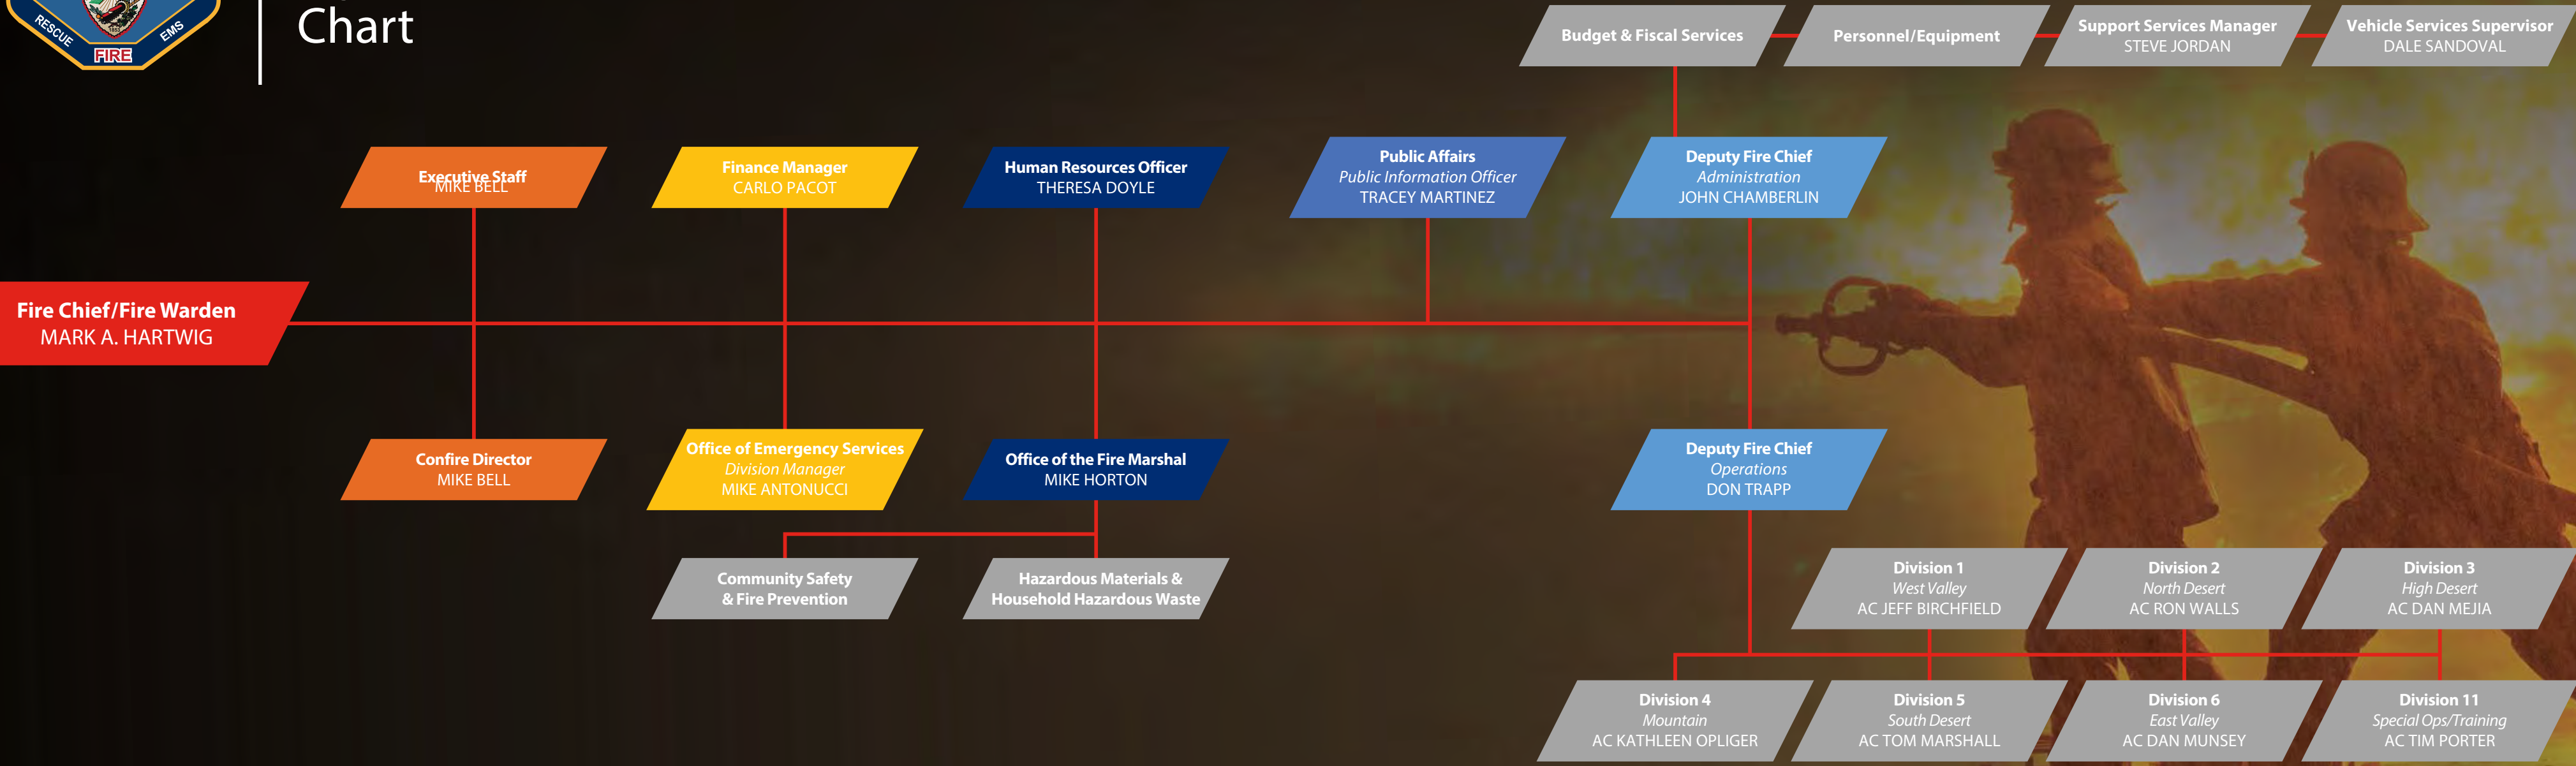 RESCUE
FIRE
EMS
Chart
Budget & Fiscal Services
Personnel/Equipment
Support Services Manager
STEVE JORDAN
Vehicle Services Supervisor
DALE SANDOVAL
Executive Staff
MIKE BELL
Finance Manager
CARLO PACOT
Human Resources Officer
THERESA DOYLE
Public Affairs
Public Information Officer
TRACEY MARTINEZ
Deputy Fire Chief
Administration
JOHN CHAMBERLIN
Fire Chief/Fire Warden
MARK A. HARTWIG
Confire Director
MIKE BELL
Office of Emergency Services
Division Manager
MIKE ANTONUCCI
Office of the Fire Marshal
MIKE HORTON
Deputy Fire Chief
Operations
DON TRAPP
Community Safety
& Fire Prevention
Hazardous Materials &
Household Hazardous Waste
Division 1
West Valley
AC JEFF BIRCHFIELD
Division 2
North Desert
AC RON WALLS
Division 3
High Desert
AC DAN MEJIA
Division 4
Mountain
AC KATHLEEN OPLIGER
Division 5
South Desert
AC TOM MARSHALL
Division 6
East Valley
AC DAN MUNSEY
Division 11
Special Ops/Training
AC TIM PORTER